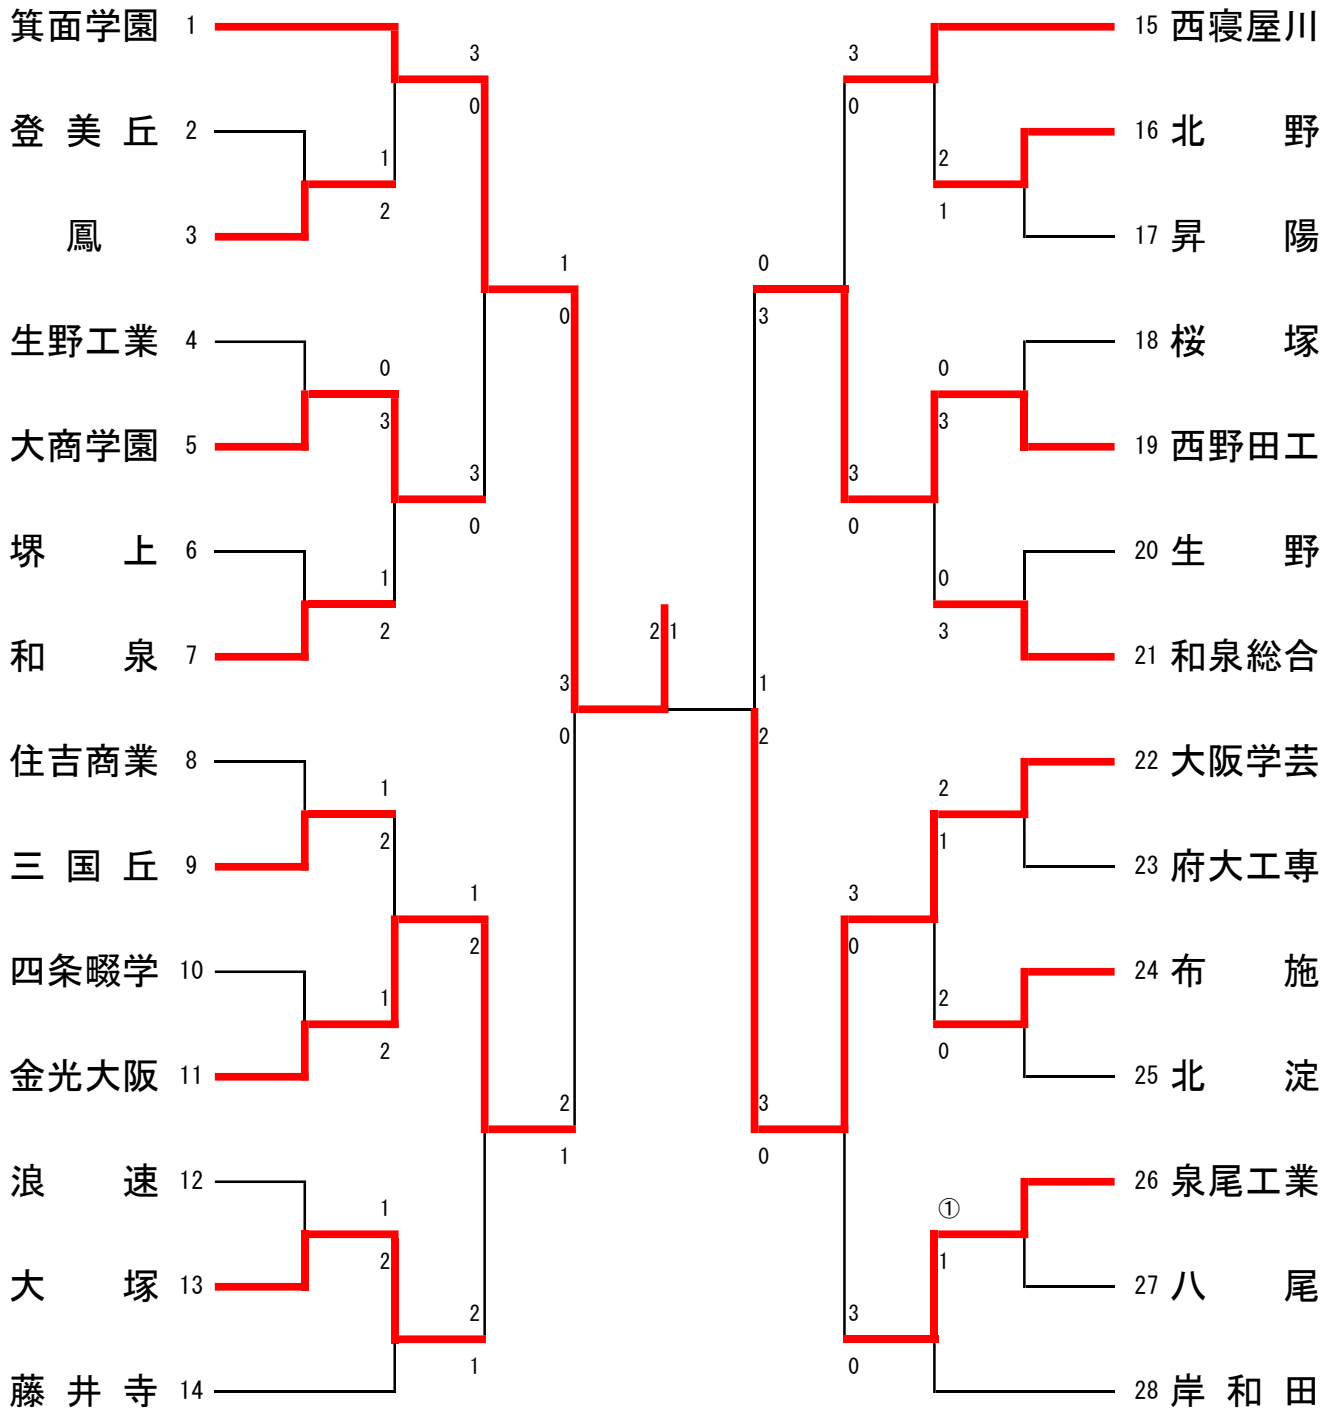 箕面学園 1
3
0
登美丘 2
1
2
鳳 3
1
0
生野工業 4
0
3
大商学園 5
3
0
堺上 6
1
2
和泉 7
3
0
住吉商業 8
1
2
三国丘 9
1
2
四条畷学 10
1
2
金光大阪 11
2
1
浪速 12
1
2
大塚 13
2
1
藤井寺 14
2 1
15 西寝屋川
3
0
16 北野
2
1
17 昇陽
0
3
18 桜塚
0
3
19 西野田工
3
0
20 生野
0
3
21 和泉総合
1
2
22 大阪学芸
2
1
23 府大工専
3
0
24 布施
2
0
25 北淀
3
0
26 泉尾工業
①
1
27 八尾
3
0
28 岸和田